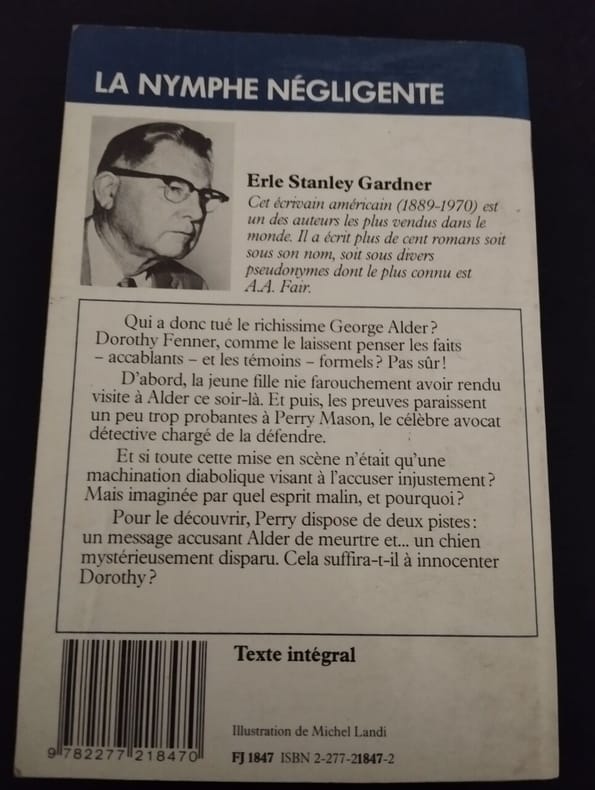 LA NYMPHE NÉGLIGENTE
Erle Stanley Gardner
Cet écrivain américain (1889-1970) est
un des auteurs les plus vendus dans le
monde. Il a écrit plus de cent romans soit
sous son nom, soit sous divers
pseudonymes dont le plus connu est
A.A. Fair.
Qui a donc tué le richissime George Alder?
Dorothy Fenner, comme le laissent penser les faits
– accablants – et les témoins – formels? Pas sûr!
D'abord, la jeune fille nie farouchement avoir rendu
visite à Alder ce soir-là. Et puis, les preuves paraissent
un peu trop probantes à Perry Mason, le célèbre avocat
détective chargé de la défendre.
Et si toute cette mise en scène n'était qu'une
machination diabolique visant à l'accuser injustement?
Mais imaginée par quel esprit malin, et pourquoi?
Pour le découvrir, Perry dispose de deux pistes:
un message accusant Alder de meurtre et... un chien
mystérieusement disparu. Cela suffira-t-il à innocenter
Dorothy?
Texte intégral
Illustration de Michel Landi
9 782277 218470
FJ 1847 ISBN 2-277-21847-2